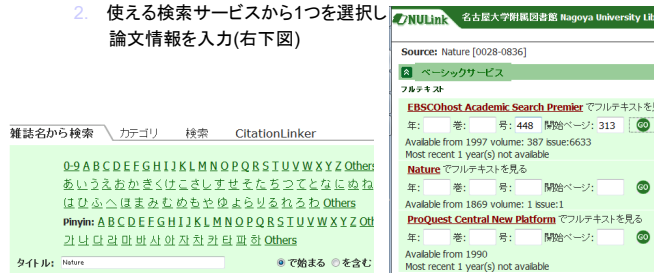 2. 使える検索サービスから1つを選択し
論文情報を入力(右下図)
雑誌名から検索 カテゴリ 検索 CitationLinker
0-9 A B C D E F G H I J K L M N O P Q R S T U V W X Y Z Others
あ い う え お か き く け こ さ し す せ そ た ち つ て と な に ぬ ね
は ひ ふ へ ほ ま み む め も や ゆ よ ら り る れ ろ わ Others
Pinyin: A B C D E F G H I J K L M N O P Q R S T U V W X Y Z Oth
가 나 다 라 마 바 사 아 자 차 카 타 파 하 Others
タイトル: Nature で始まる を含む
NULink 名古屋大学附属図書館 Nagoya University Lib
Source: Nature [0028-0836]
ベーシックサービス
フルテキスト
EBSCOhost Academic Search Premier でフルテキストを見
年: 巻: 号: 448 開始ページ: 313 GO
Available from 1997 volume: 387 issue:6633
Most recent 1 year(s) not available
Nature でフルテキストを見る
年: 巻: 号: 開始ページ: GO
Available from 1869 volume: 1 issue:1
ProQuest Central New Platform でフルテキストを見る
年: 巻: 号: 開始ページ: GO
Available from 1990
Most recent 1 year(s) not available